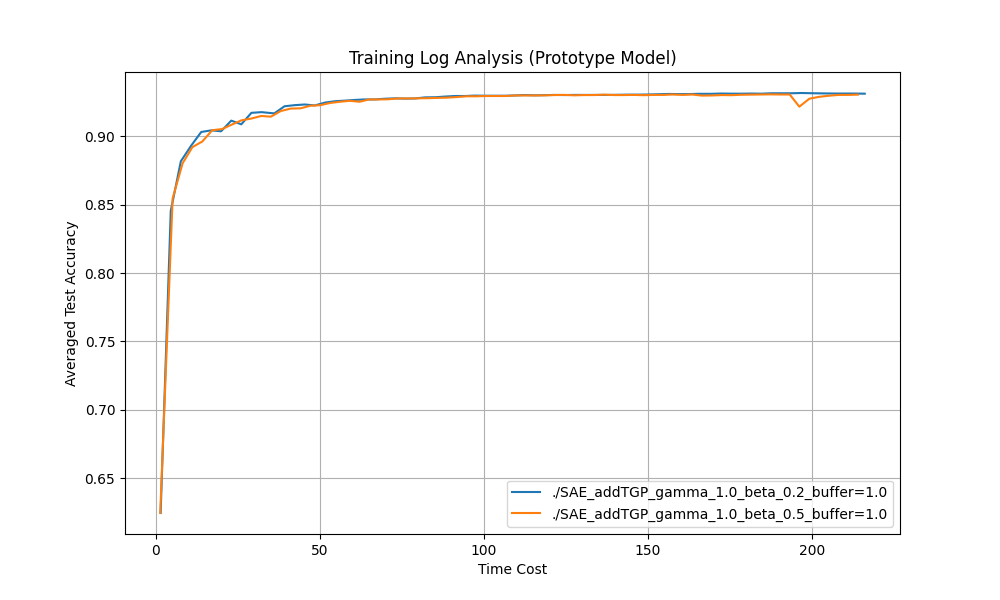 Training Log Analysis (Prototype Model)
Averaged Test Accuracy
0.90
0.85
0.80
0.75
0.70
0.65
0
50
100
150
200
Time Cost
./SAE_addTGP_gamma_1.0_beta_0.2_buffer=1.0
./SAE_addTGP_gamma_1.0_beta_0.5_buffer=1.0